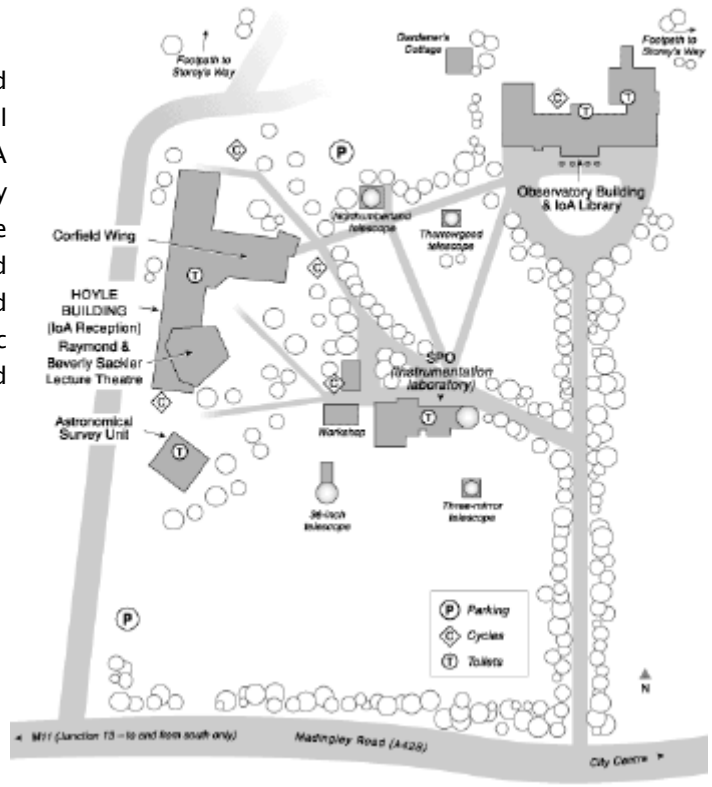 d
l
A
y
e
d
d
c
d
Footpath to
Storey's Way
Gardener's
Cottage
Footpath to
Storey's Way
C
T
T
C
P
Observatory Building
& IoA Library
Northumberland
telescope
Thorrowgood
telescope
Corfield Wing
T
C
HOYLE
BUILDING
(IoA Reception)
Raymond &
Beverly Sackler
Lecture Theatre
SPO
(Instrumentation
laboratory)
C
C
Astronomical
Survey Unit
T
Workshop
T
36-inch
telescope
Three-mirror
telescope
P
P Parking
C Cycles
T Toilets
N
M11 (Junction 13 – to and from south only)
Madingley Road (A428)
City Centre